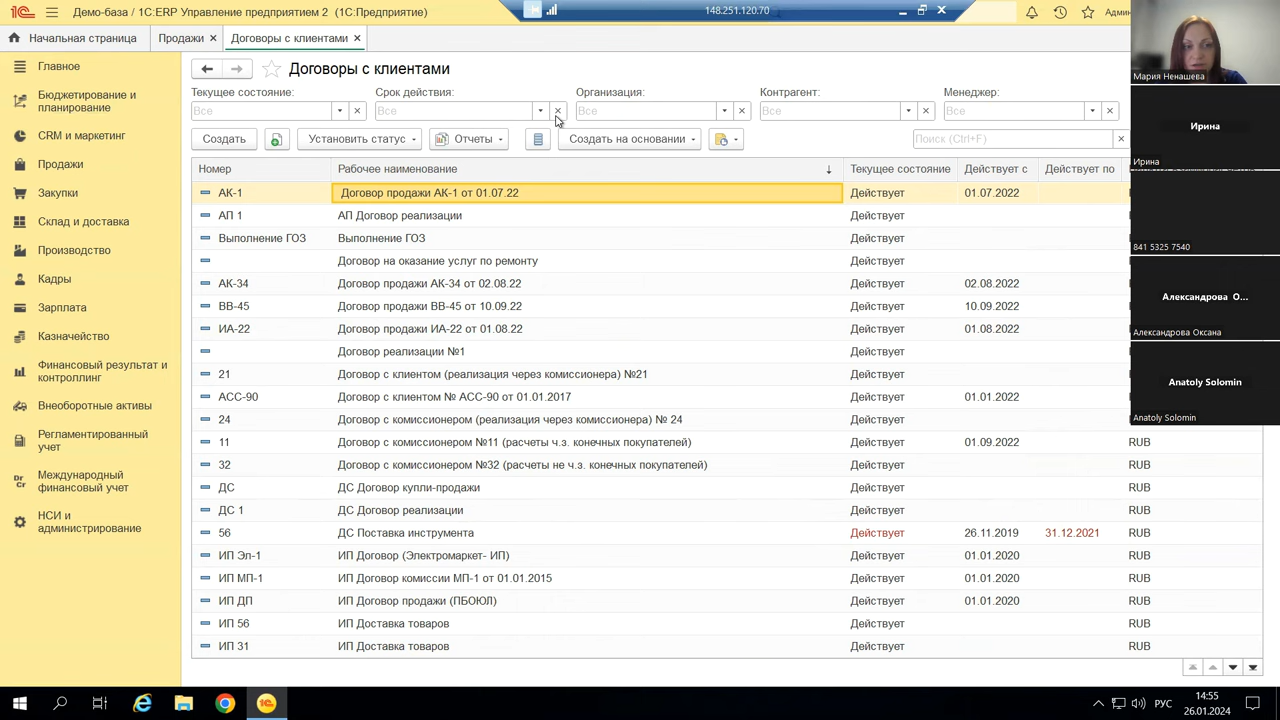 Демо-база / 1С:ERP Управление предприятием 2 (1С:Предприятие)
148.251.120.70
Начальная страница
Продажи
Договоры с клиентами
Главное
Бюджетирование и планирование
CRM и маркетинг
Продажи
Закупки
Склад и доставка
Производство
Кадры
Зарплата
Казначейство
Финансовый результат и контроллинг
Внеоборотные активы
Регламентированный учет
Международный финансовый учет
НСИ и администрирование
Договоры с клиентами
Текущее состояние: Срок действия: Организация: Контрагент: Менеджер:
Все Все Все Все Все
Создать Установить статус Отчеты Создать на основании Поиск (Ctrl+F)
Номер Рабочее наименование Текущее состояние Действует с Действует по
АК-1 Договор продажи АК-1 от 01.07.22 Действует 01.07.2022
АП 1 АП Договор реализации Действует
Выполнение ГОЗ Выполнение ГОЗ Действует
Договор на оказание услуг по ремонту Действует
АК-34 Договор продажи АК-34 от 02.08.22 Действует 02.08.2022
ВВ-45 Договор продажи ВВ-45 от 10.09.22 Действует 10.09.2022
ИА-22 Договор продажи ИА-22 от 01.08.22 Действует 01.08.2022
Договор реализации №1 Действует
21 Договор с клиентом (реализация через комиссионера) №21 Действует
АСС-90 Договор с клиентом № АСС-90 от 01.01.2017 Действует 01.01.2022
24 Договор с комиссионером (реализация через комиссионера) № 24 Действует
11 Договор с комиссионером №11 (расчеты ч.з. конечных покупателей) Действует 01.09.2022 RUB
32 Договор с комиссионером №32 (расчеты не ч.з. конечных покупателей) Действует RUB
ДС ДС Договор купли-продажи Действует RUB
ДС 1 ДС Договор реализации Действует RUB
56 ДС Поставка инструмента Действует 26.11.2019 31.12.2021 RUB
ИП Эл-1 ИП Договор (Электромаркет- ИП) Действует 01.01.2020 RUB
ИП МП-1 ИП Договор комиссии МП-1 от 01.01.2015 Действует 01.01.2020 RUB
ИП ДП ИП Договор продажи (ПБОЮЛ) Действует 01.01.2020 RUB
ИП 56 ИП Доставка товаров Действует RUB
ИП 31 ИП Доставка товаров Действует RUB
Мария Ненашева
Ирина
Ирина
841 5325 7540
Александрова О...
Александрова Оксана
Anatoly Solomin
Anatoly Solomin
РУС
14:55
26.01.2024